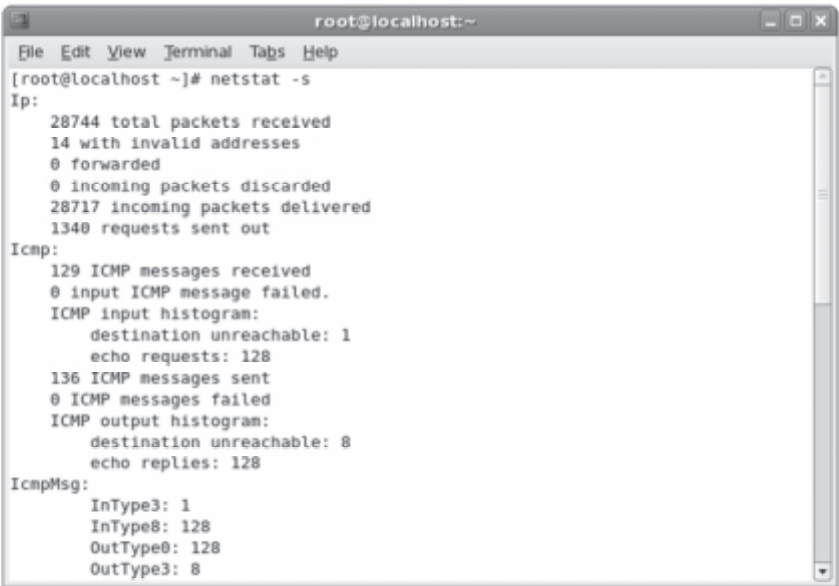 root@localhost:~
File Edit View Terminal Tabs Help
[root@localhost ~]# netstat -s
Ip:
    28744 total packets received
    14 with invalid addresses
    0 forwarded
    0 incoming packets discarded
    28717 incoming packets delivered
    1340 requests sent out
Icmp:
    129 ICMP messages received
    0 input ICMP message failed.
    ICMP input histogram:
        destination unreachable: 1
        echo requests: 128
    136 ICMP messages sent
    0 ICMP messages failed
    ICMP output histogram:
        destination unreachable: 8
        echo replies: 128
IcmpMsg:
        InType3: 1
        InType8: 128
        OutType0: 128
        OutType3: 8